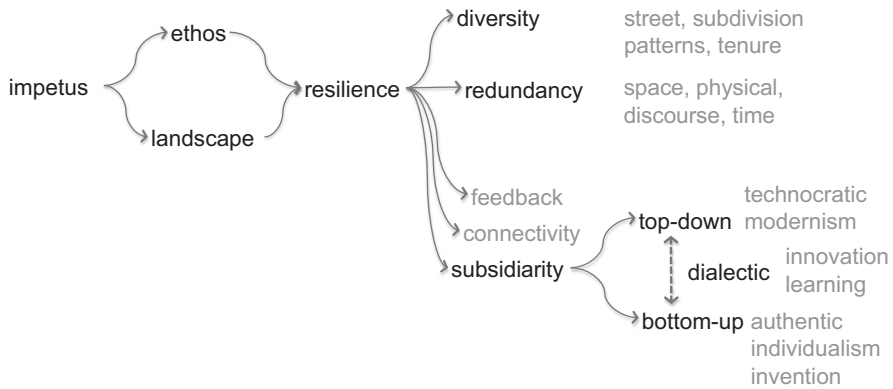 diversity
street, subdivision
patterns, tenure
ethos
impetus
resilience
redundancy
space, physical,
discourse, time
landscape
feedback
connectivity
subsidiarity
top-down
technocratic
modernism
dialectic
innovation
learning
bottom-up
authentic
individualism
invention